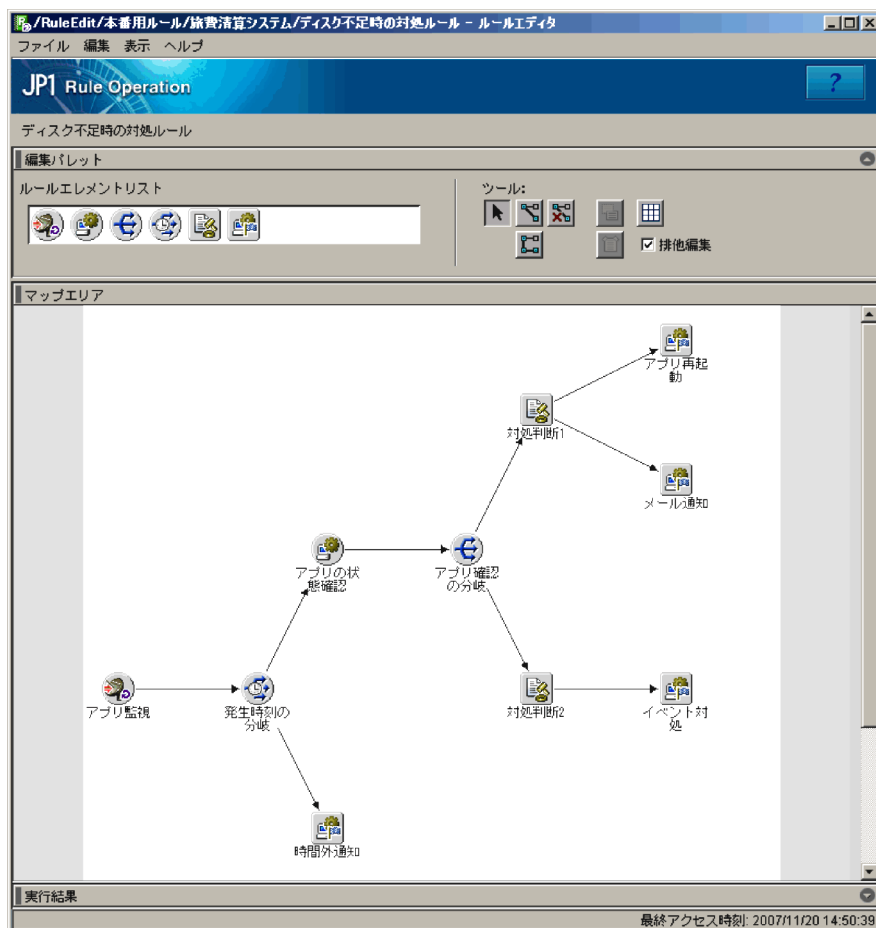 /RuleEdit/本番用ルール/旅費清算システム/ディスク不足時の対処ルール - ルールエディタ
ファイル 編集 表示 ヘルプ
JP1 Rule Operation
?
ディスク不足時の対処ルール
編集パレット
ルールエレメントリスト
ツール:
排他編集
マップエリア
アプリ再起
動
対処判断1
メール通知
アプリの状
態確認
アプリ確認
の分岐
アプリ監視
発生時刻の
分岐
対処判断2
イベント対
処
時間外通知
実行結果
最終アクセス時刻: 2007/11/20 14:50:39